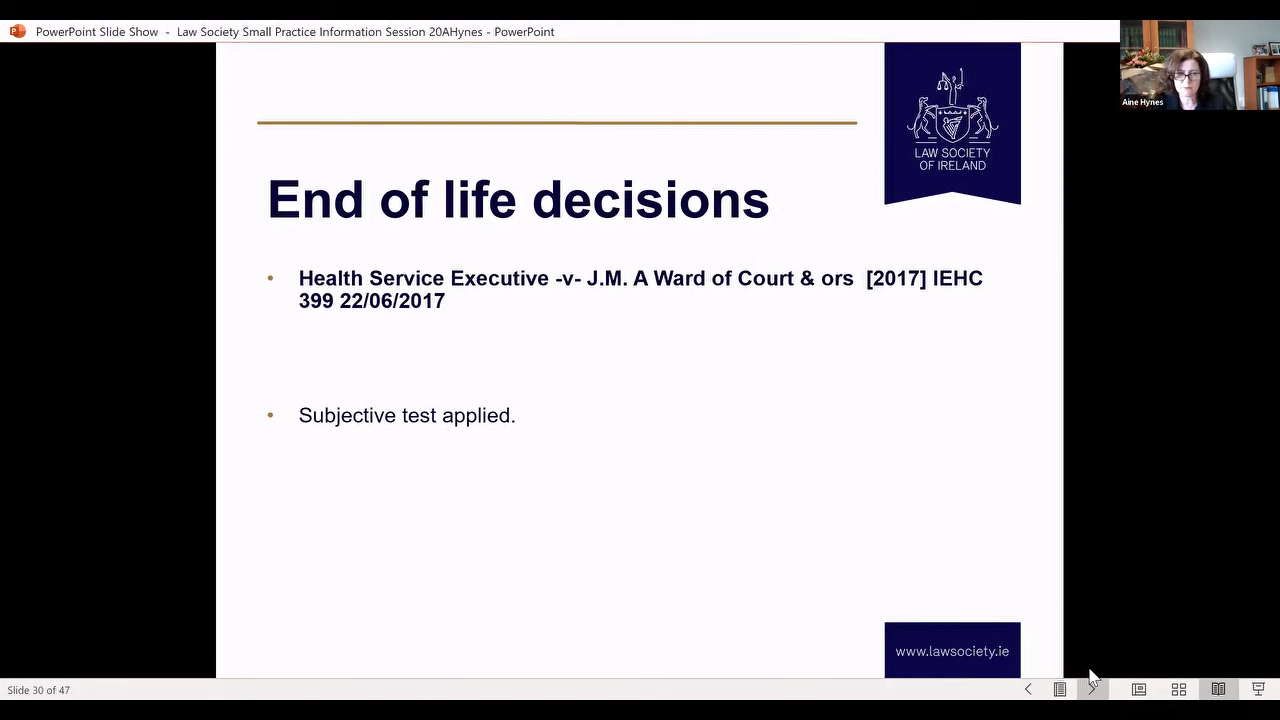 PowerPoint Slide Show - Law Society Small Practice Information Session 20AHynes - PowerPoint
Aine Hynes
LAW SOCIETY
OF IRELAND
End of life decisions
• Health Service Executive -v- J.M. A Ward of Court & ors [2017] IEHC
399 22/06/2017
• Subjective test applied.
www.lawsociety.ie
Slide 30 of 47